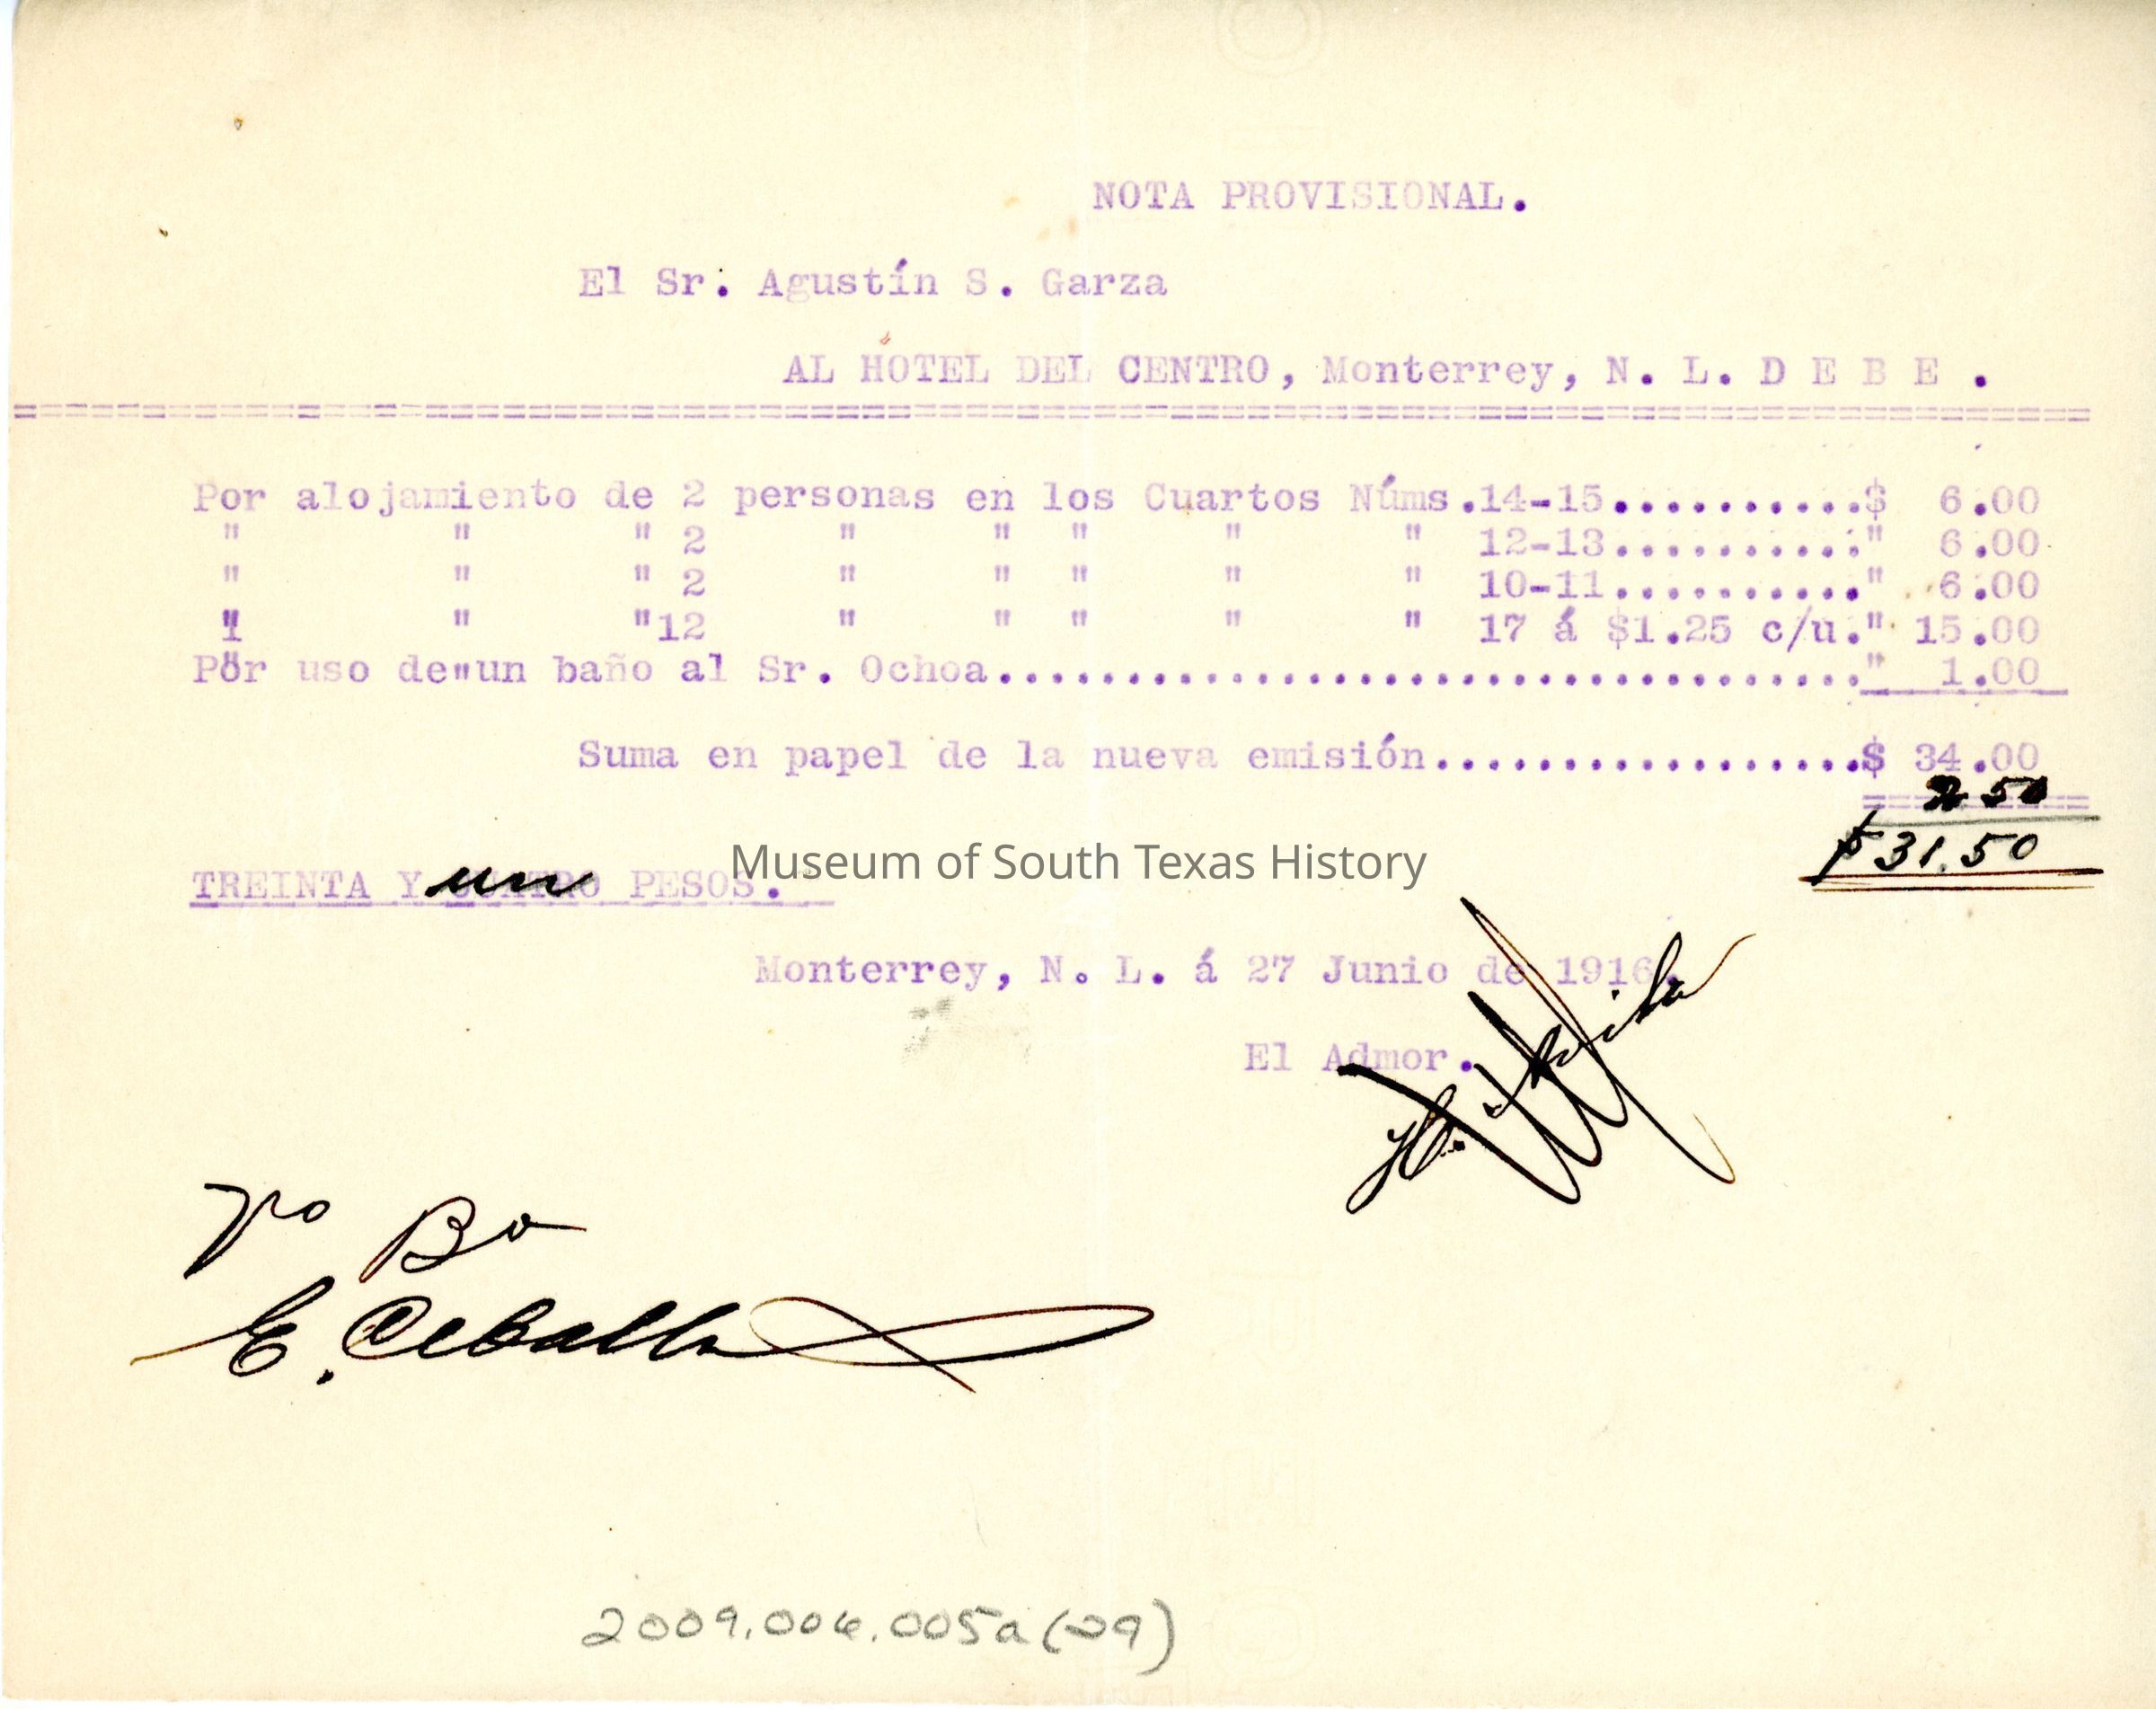 NOTA PROVISIONAL.
El Sr. Agustín S. Garza
AL HOTEL DEL CENTRO, Monterrey, N. L. D E B E .
Por alojamiento de 2 personas en los Cuartos Núms.14-15..........$ 6.00
" " " 2 " " " " " 12-13.........." 6.00
" " " 2 " " " " " 10-11.........." 6.00
" " "12 " " " " " 17 á $1.25 c/u." 15.00
Por uso de un baño al Sr. Ochoa.................................." 1.00
Suma en papel de la nueva emisión.................$ 34.00
2 50
$31.50
Museum of South Texas History
TREINTA Y un PESOS.
Monterrey, N. L. á 27 Junio de 1916.
El Admor.
Vo Bo
E. Ceballos
2009.004.005a (29)